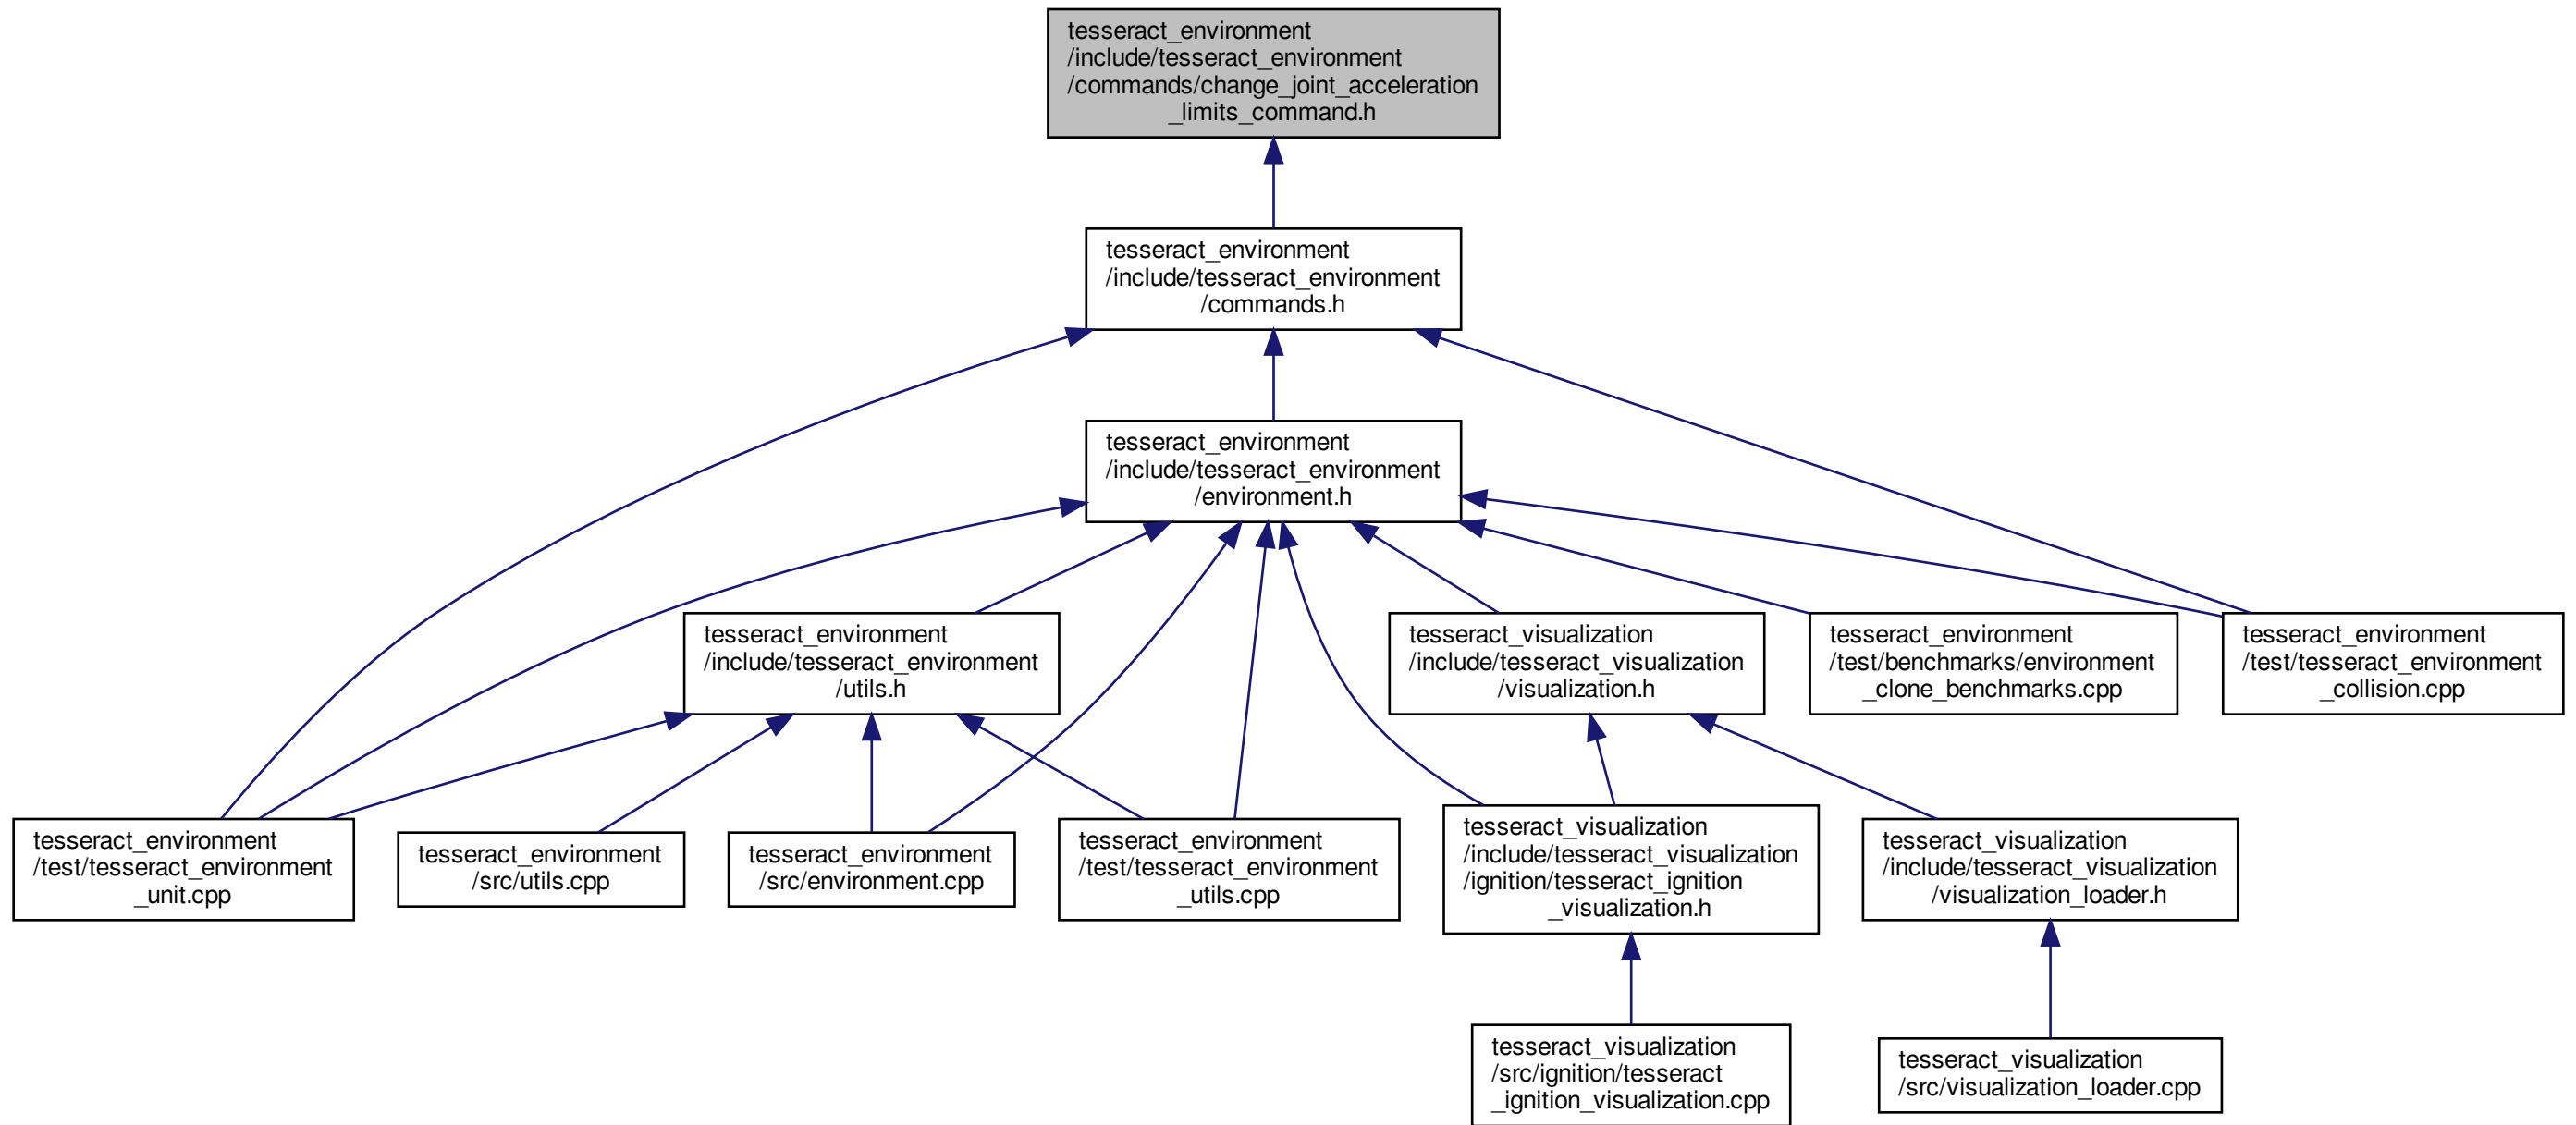 tesseract_environment
/include/tesseract_environment
/commands/change_joint_acceleration
_limits_command.h
tesseract_environment
/include/tesseract_environment
/commands.h
tesseract_environment
/include/tesseract_environment
/environment.h
tesseract_environment
/include/tesseract_environment
/utils.h
tesseract_visualization
/include/tesseract_visualization
/visualization.h
tesseract_environment
/test/benchmarks/environment
_clone_benchmarks.cpp
tesseract_environment
/test/tesseract_environment
_collision.cpp
tesseract_environment
/test/tesseract_environment
_unit.cpp
tesseract_environment
/src/utils.cpp
tesseract_environment
/src/environment.cpp
tesseract_environment
/test/tesseract_environment
_utils.cpp
tesseract_visualization
/include/tesseract_visualization
/ignition/tesseract_ignition
_visualization.h
tesseract_visualization
/include/tesseract_visualization
/visualization_loader.h
tesseract_visualization
/src/ignition/tesseract
_ignition_visualization.cpp
tesseract_visualization
/src/visualization_loader.cpp